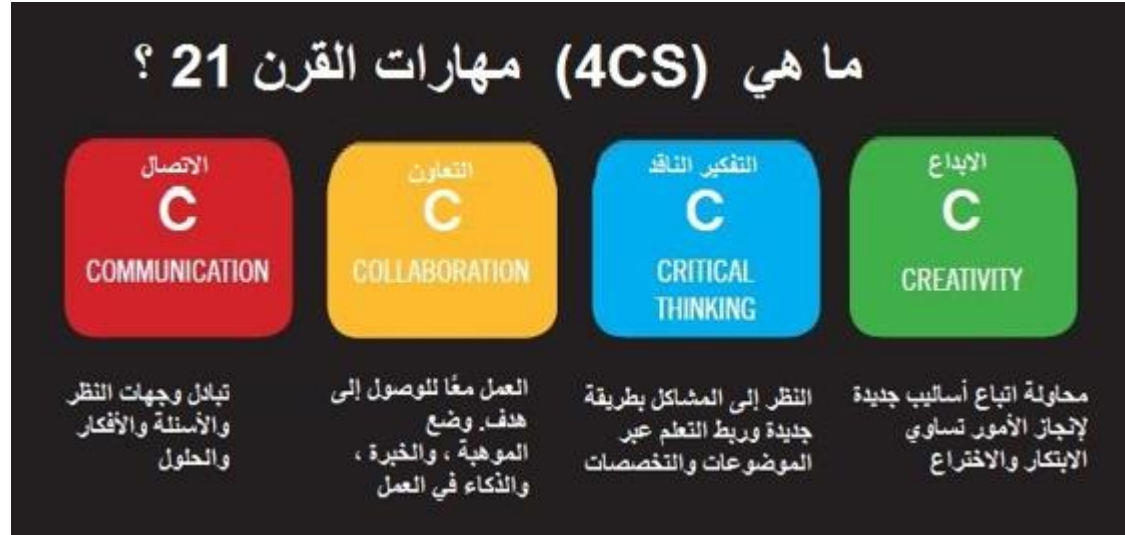 ما هي (4CS) مهارات القرن 21 ؟
الابداع
C
CREATIVITY
محاولة اتباع أساليب جديدة
لإنجاز الأمور تساوي
الابتكار والاختراع
التفكير الناقد
C
CRITICAL
THINKING
النظر إلى المشاكل بطريقة
جديدة وربط التعلم عبر
الموضوعات والتخصصات
التعاون
C
COLLABORATION
العمل معًا للوصول إلى
هدف. وضع
الموهبة ، والخبرة ،
والذكاء في العمل
الاتصال
C
COMMUNICATION
تبادل وجهات النظر
والأسئلة والأفكار
والحلول